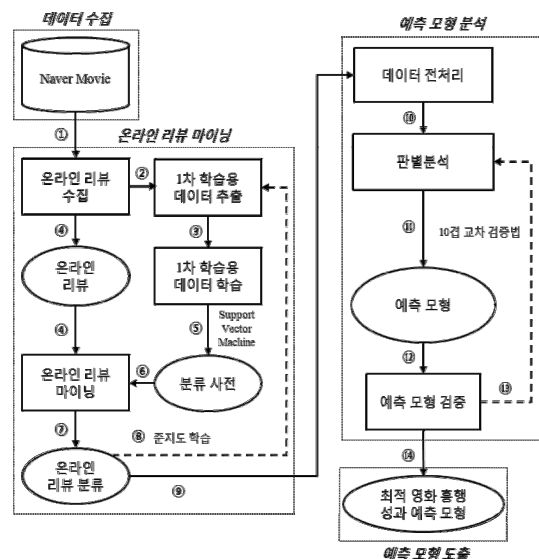 데이터 수집
Naver Movie
①
온라인 리뷰 마이닝
온라인 리뷰
수집
②
1차 학습용
데이터 추출
④
③
온라인
리뷰
1차 학습용
데이터 학습
④
⑤
Support
Vector
Machine
온라인 리뷰
마이닝
⑥
분류 사전
⑦
⑧ 준지도 학습
온라인
리뷰 분류
⑨
예측 모형 분석
데이터 전처리
⑩
판별분석
⑪
10겹 교차 검증법
예측 모형
⑫
예측 모형 검증
⑬
⑭
최적 영화 흥행
성과 예측 모형
예측 모형 도출